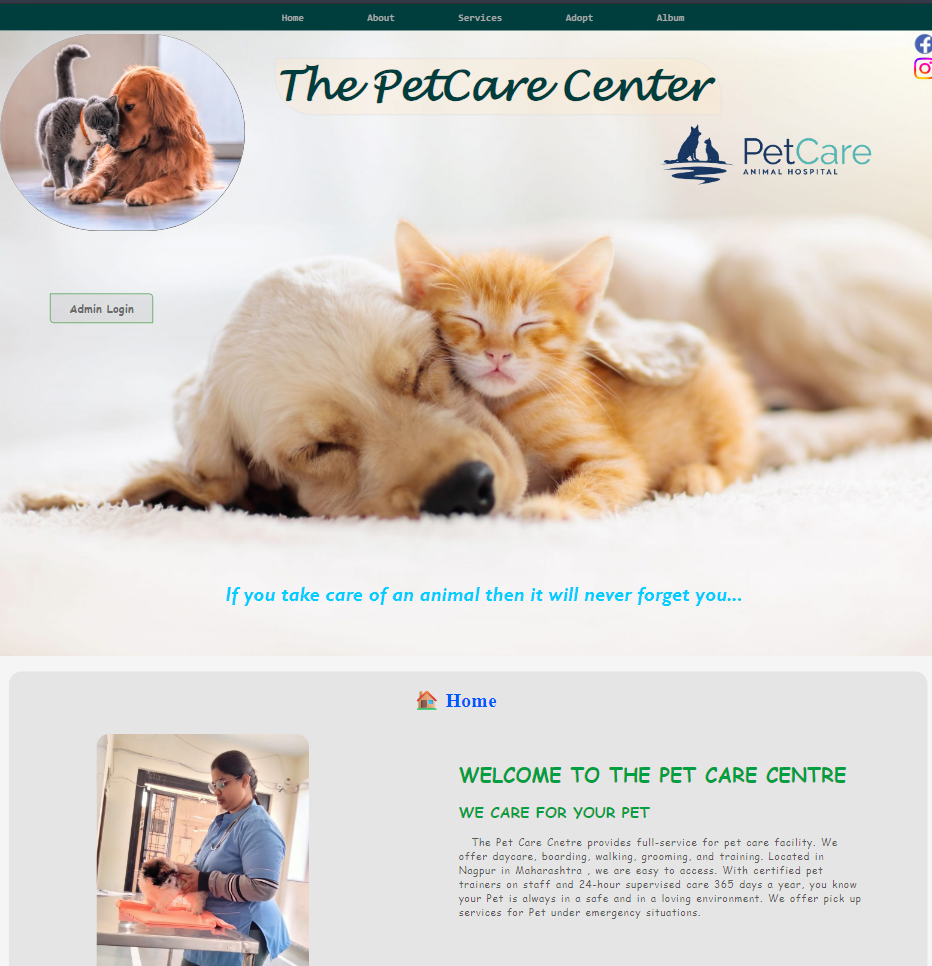 Home About Services Adopt Album
The PetCare Center
PetCare
ANIMAL HOSPITAL
Admin Login
If you take care of an animal then it will never forget you...
Home
WELCOME TO THE PET CARE CENTRE
WE CARE FOR YOUR PET
The Pet Care Cnetre provides full-service for pet care facility. We
offer daycare, boarding, walking, grooming, and training. Located in
Nagpur in Maharashtra , we are easy to access. With certified pet
trainers on staff and 24-hour supervised care 365 days a year, you know
your Pet is always in a safe and in a loving environment. We offer pick up
services for Pet under emergency situations.